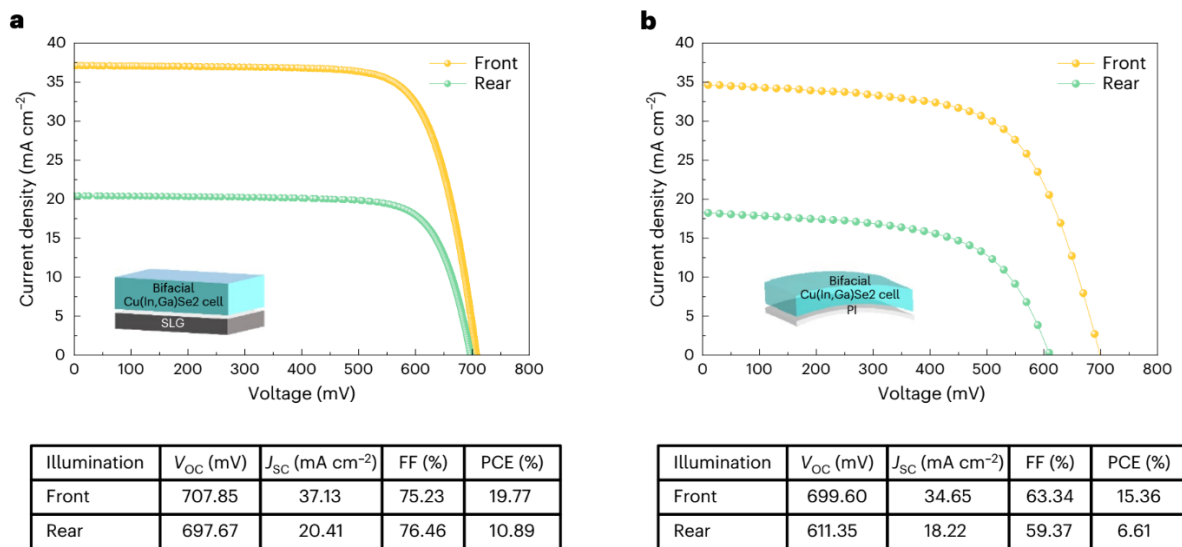 a
Current density (mA cm−2)
40
35
30
25
20
15
10
5
0
Front
Rear
Bifacial
Cu(In,Ga)Se2 cell
SLG
0 100 200 300 400 500 600 700 800
Voltage (mV)
Illumination VOC (mV) JSC (mA cm−2) FF (%) PCE (%)
Front 707.85 37.13 75.23 19.77
Rear 697.67 20.41 76.46 10.89
b
Current density (mA cm−2)
40
35
30
25
20
15
10
5
0
Front
Rear
Bifacial
Cu(In,Ga)Se2 cell
PI
0 100 200 300 400 500 600 700 800
Voltage (mV)
Illumination VOC (mV) JSC (mA cm−2) FF (%) PCE (%)
Front 699.60 34.65 63.34 15.36
Rear 611.35 18.22 59.37 6.61